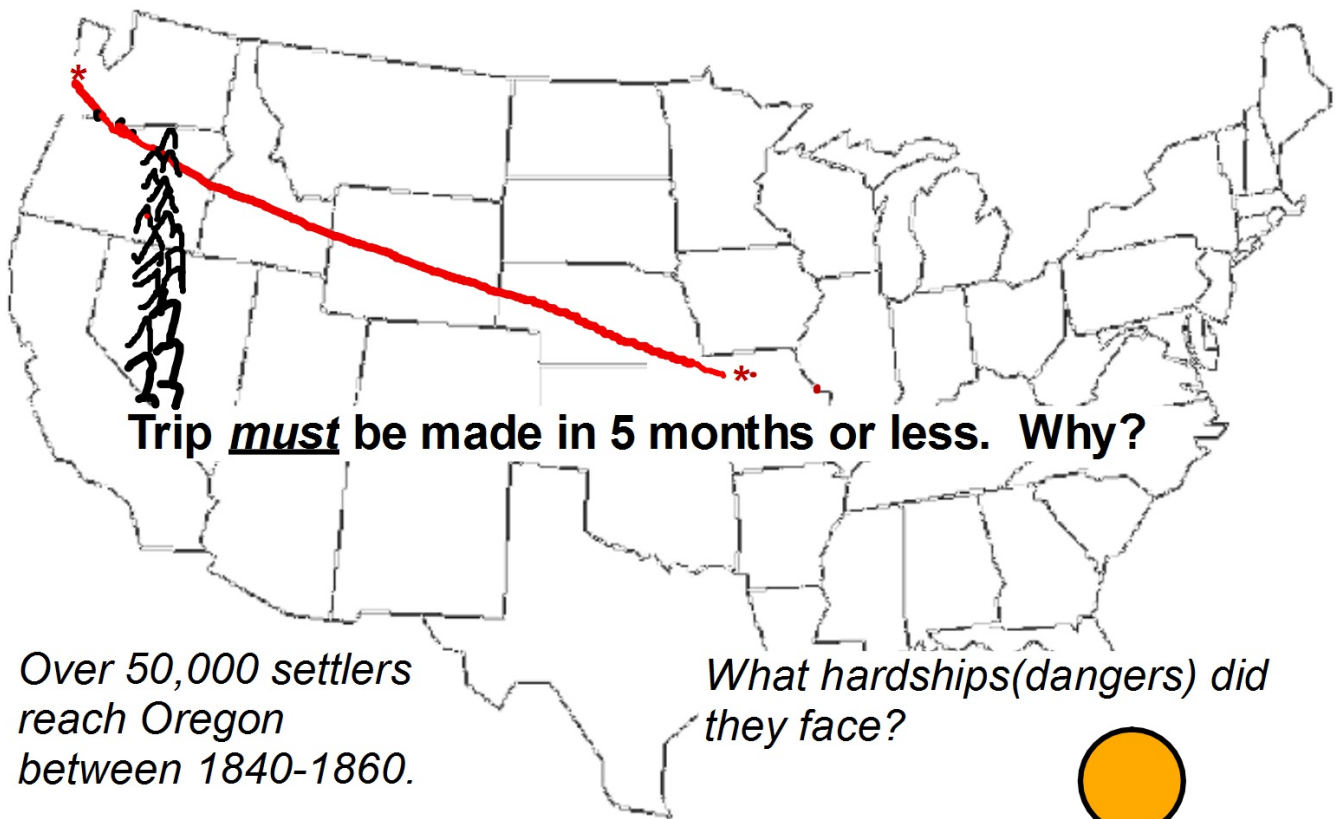 Trip must be made in 5 months or less.  Why?
Over 50,000 settlers
reach Oregon
between 1840-1860.
What hardships(dangers) did
they face?